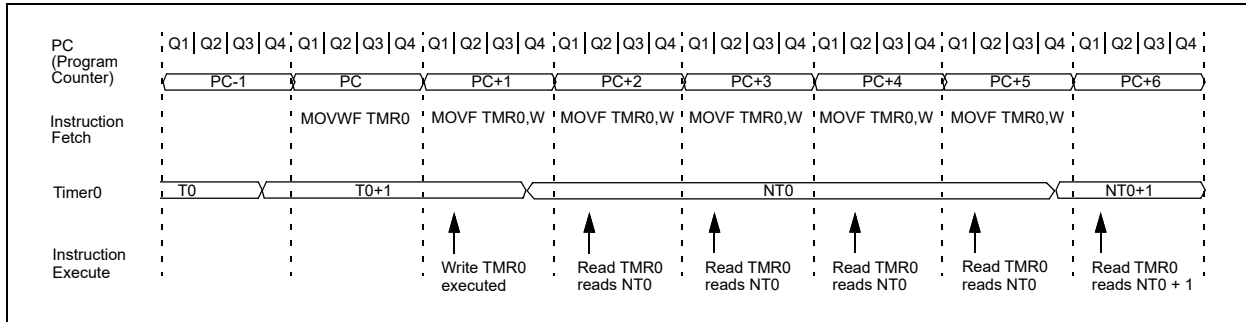 PC
(Program
Counter)
Q1 Q2 Q3 Q4 Q1 Q2 Q3 Q4 Q1 Q2 Q3 Q4 Q1 Q2 Q3 Q4 Q1 Q2 Q3 Q4 Q1 Q2 Q3 Q4 Q1 Q2 Q3 Q4 Q1 Q2 Q3 Q4
PC-1 PC PC+1 PC+2 PC+3 PC+4 PC+5 PC+6
Instruction
Fetch
MOVWF TMR0 MOVF TMR0,W MOVF TMR0,W MOVF TMR0,W MOVF TMR0,W MOVF TMR0,W
Timer0
T0 T0+1 NT0 NT0+1
Instruction
Execute
Write TMR0
executed
Read TMR0
reads NT0
Read TMR0
reads NT0
Read TMR0
reads NT0
Read TMR0
reads NT0
Read TMR0
reads NT0 + 1